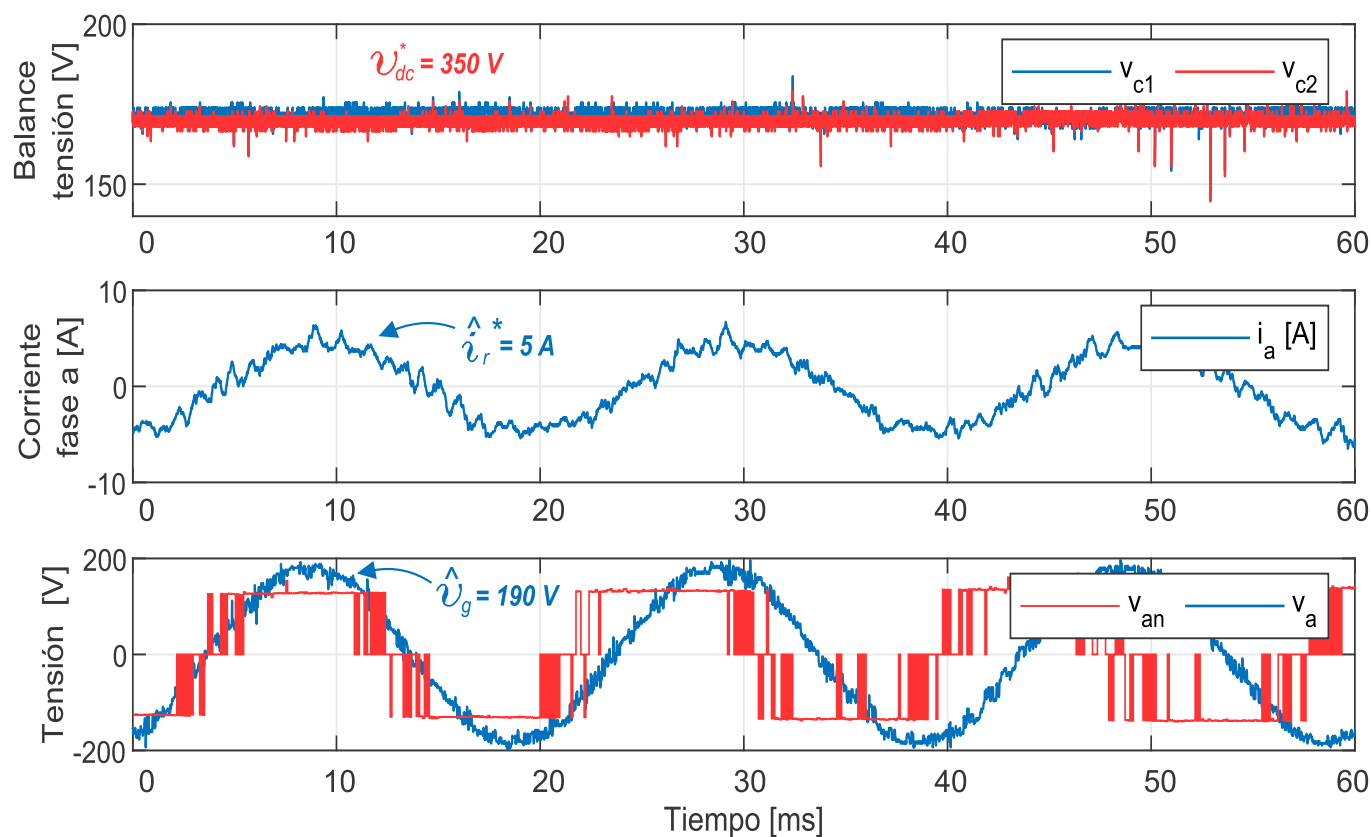 Balance
tensión [V]
200
150
v*dc = 350 V
vc1 vc2
0 10 20 30 40 50 60
Corriente
fase a [A]
10
0
-10
î*r = 5 A
ia [A]
0 10 20 30 40 50 60
Tensión [V]
200
0
-200
v̂g = 190 V
van va
0 10 20 30 40 50 60
Tiempo [ms]